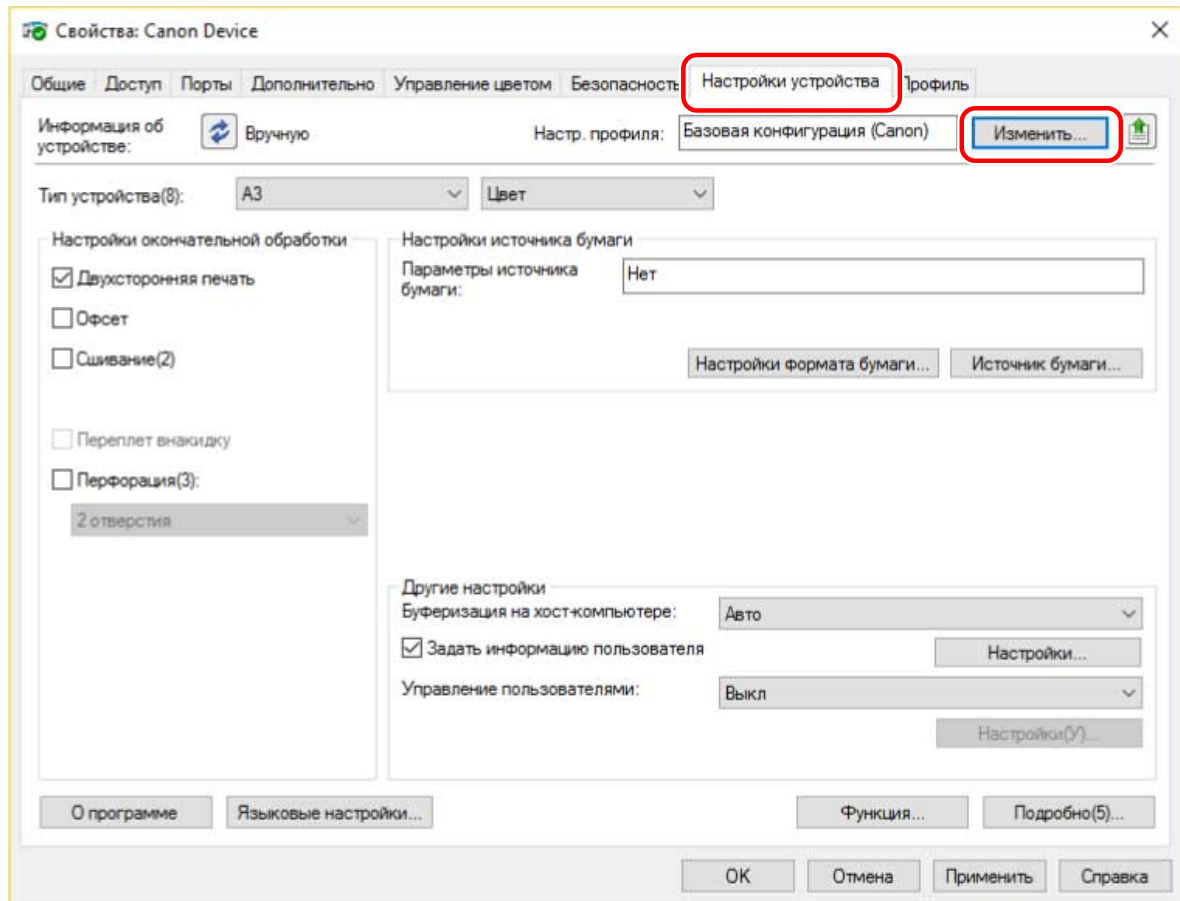 Свойства: Canon Device
Общие Доступ Порты Дополнительно Управление цветом Безопасность Настройки устройства Профиль
Информация об
устройстве:
Вручную
Настр. профиля: Базовая конфигурация (Canon) Изменить...
Тип устройства(8): A3 Цвет
Настройки окончательной обработки
Двухсторонняя печать
Офсет
Сшивание(2)
Переплет внакидку
Перфорация(3):
2 отверстия
Настройки источника бумаги
Параметры источника
бумаги:
Нет
Настройки формата бумаги... Источник бумаги...
Другие настройки
Буферизация на хост-компьютере: Авто
Задать информацию пользователя Настройки...
Управление пользователями: Выкл
Настройки(У)...
О программе Языковые настройки... Функция... Подробно(5)...
OK Отмена Применить Справка